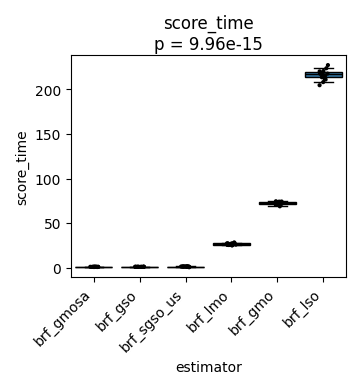 score_time
p = 9.96e-15
score_time
200
150
100
50
0
brf_gmosa
brf_gso
brf_sgso_us
brf_lmo
brf_gmo
brf_lso
estimator